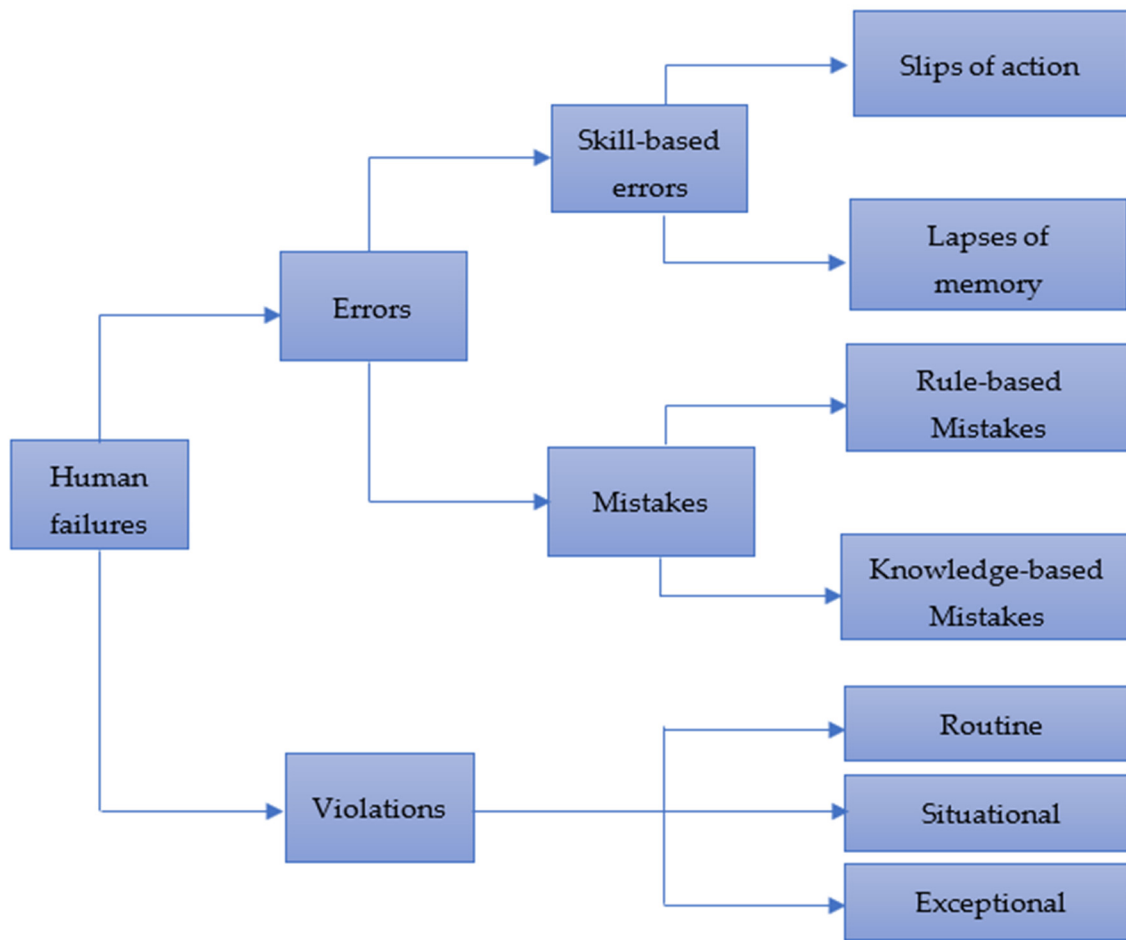 Slips of action
Skill-based
errors
Lapses of
memory
Errors
Rule-based
Mistakes
Human
failures
Mistakes
Knowledge-based
Mistakes
Routine
Violations
Situational
Exceptional